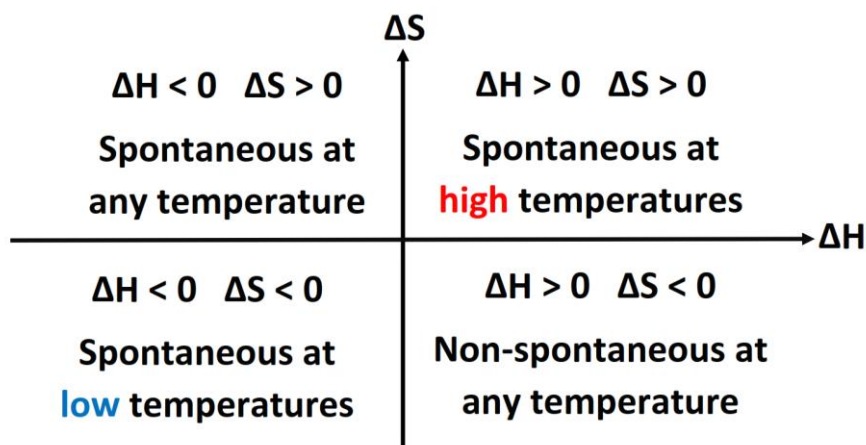 ΔS
ΔH < 0 ΔS > 0
Spontaneous at
any temperature
ΔH > 0 ΔS > 0
Spontaneous at
high temperatures
ΔH
ΔH < 0 ΔS < 0
Spontaneous at
low temperatures
ΔH > 0 ΔS < 0
Non-spontaneous at
any temperature